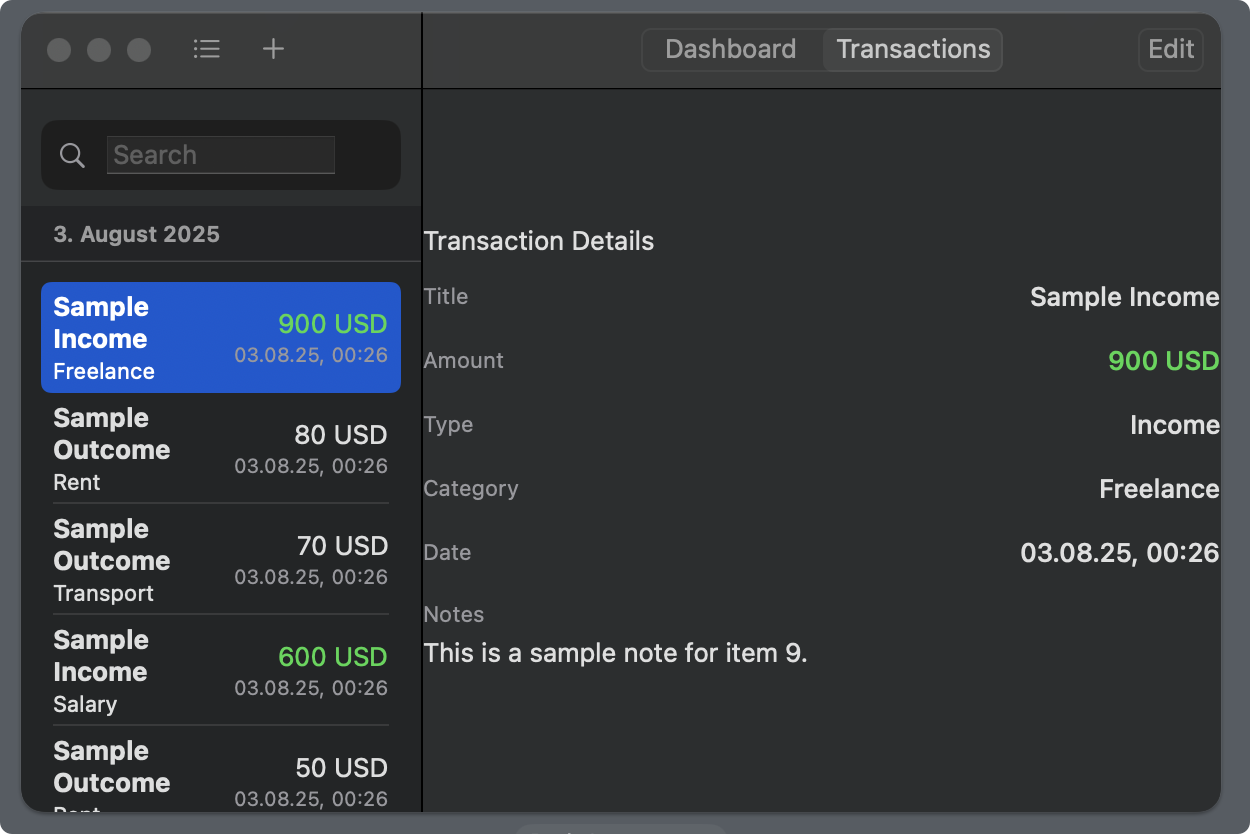 Dashboard
Transactions
Edit
Search
3. August 2025
Sample
Income
900 USD
03.08.25, 00:26
Freelance
Sample
Outcome
80 USD
03.08.25, 00:26
Rent
Sample
Outcome
70 USD
03.08.25, 00:26
Transport
Sample
Income
600 USD
03.08.25, 00:26
Salary
Sample
Outcome
50 USD
03.08.25, 00:26
Transaction Details
Title
Sample Income
Amount
900 USD
Type
Income
Category
Freelance
Date
03.08.25, 00:26
Notes
This is a sample note for item 9.